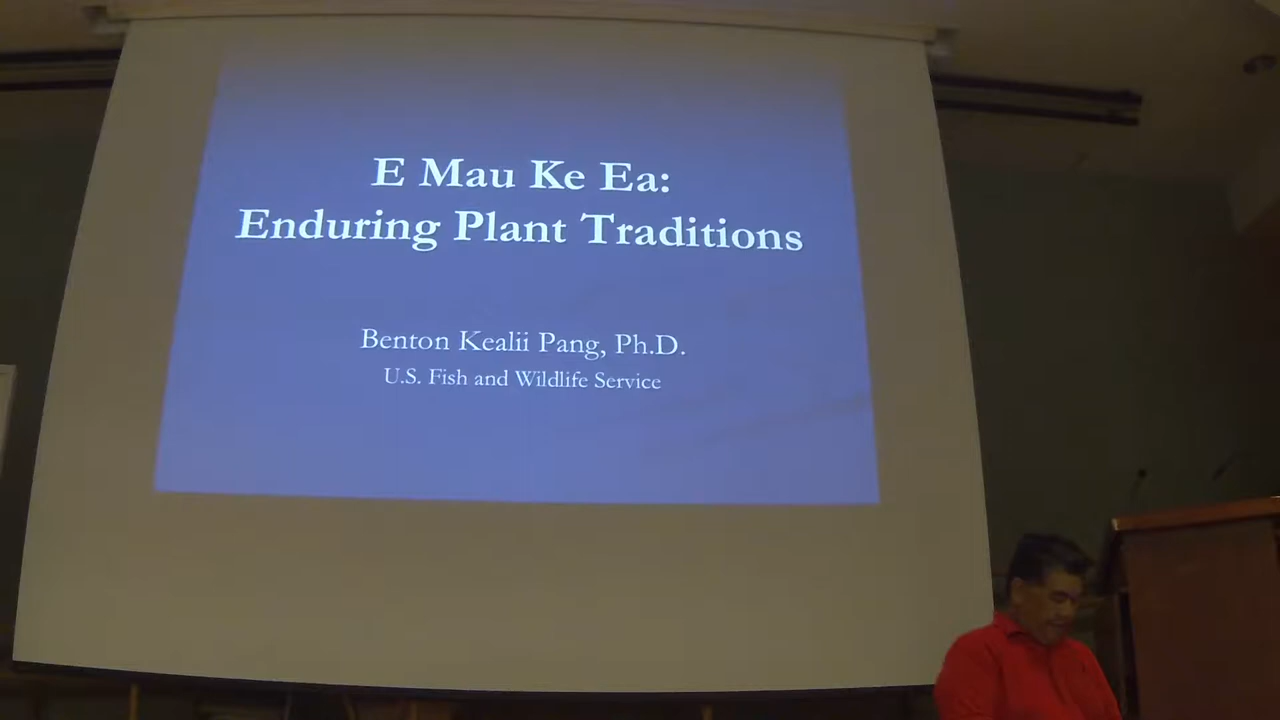 E Mau Ke Ea:
Enduring Plant Traditions
Benton Kealii Pang, Ph.D.
U.S. Fish and Wildlife Service